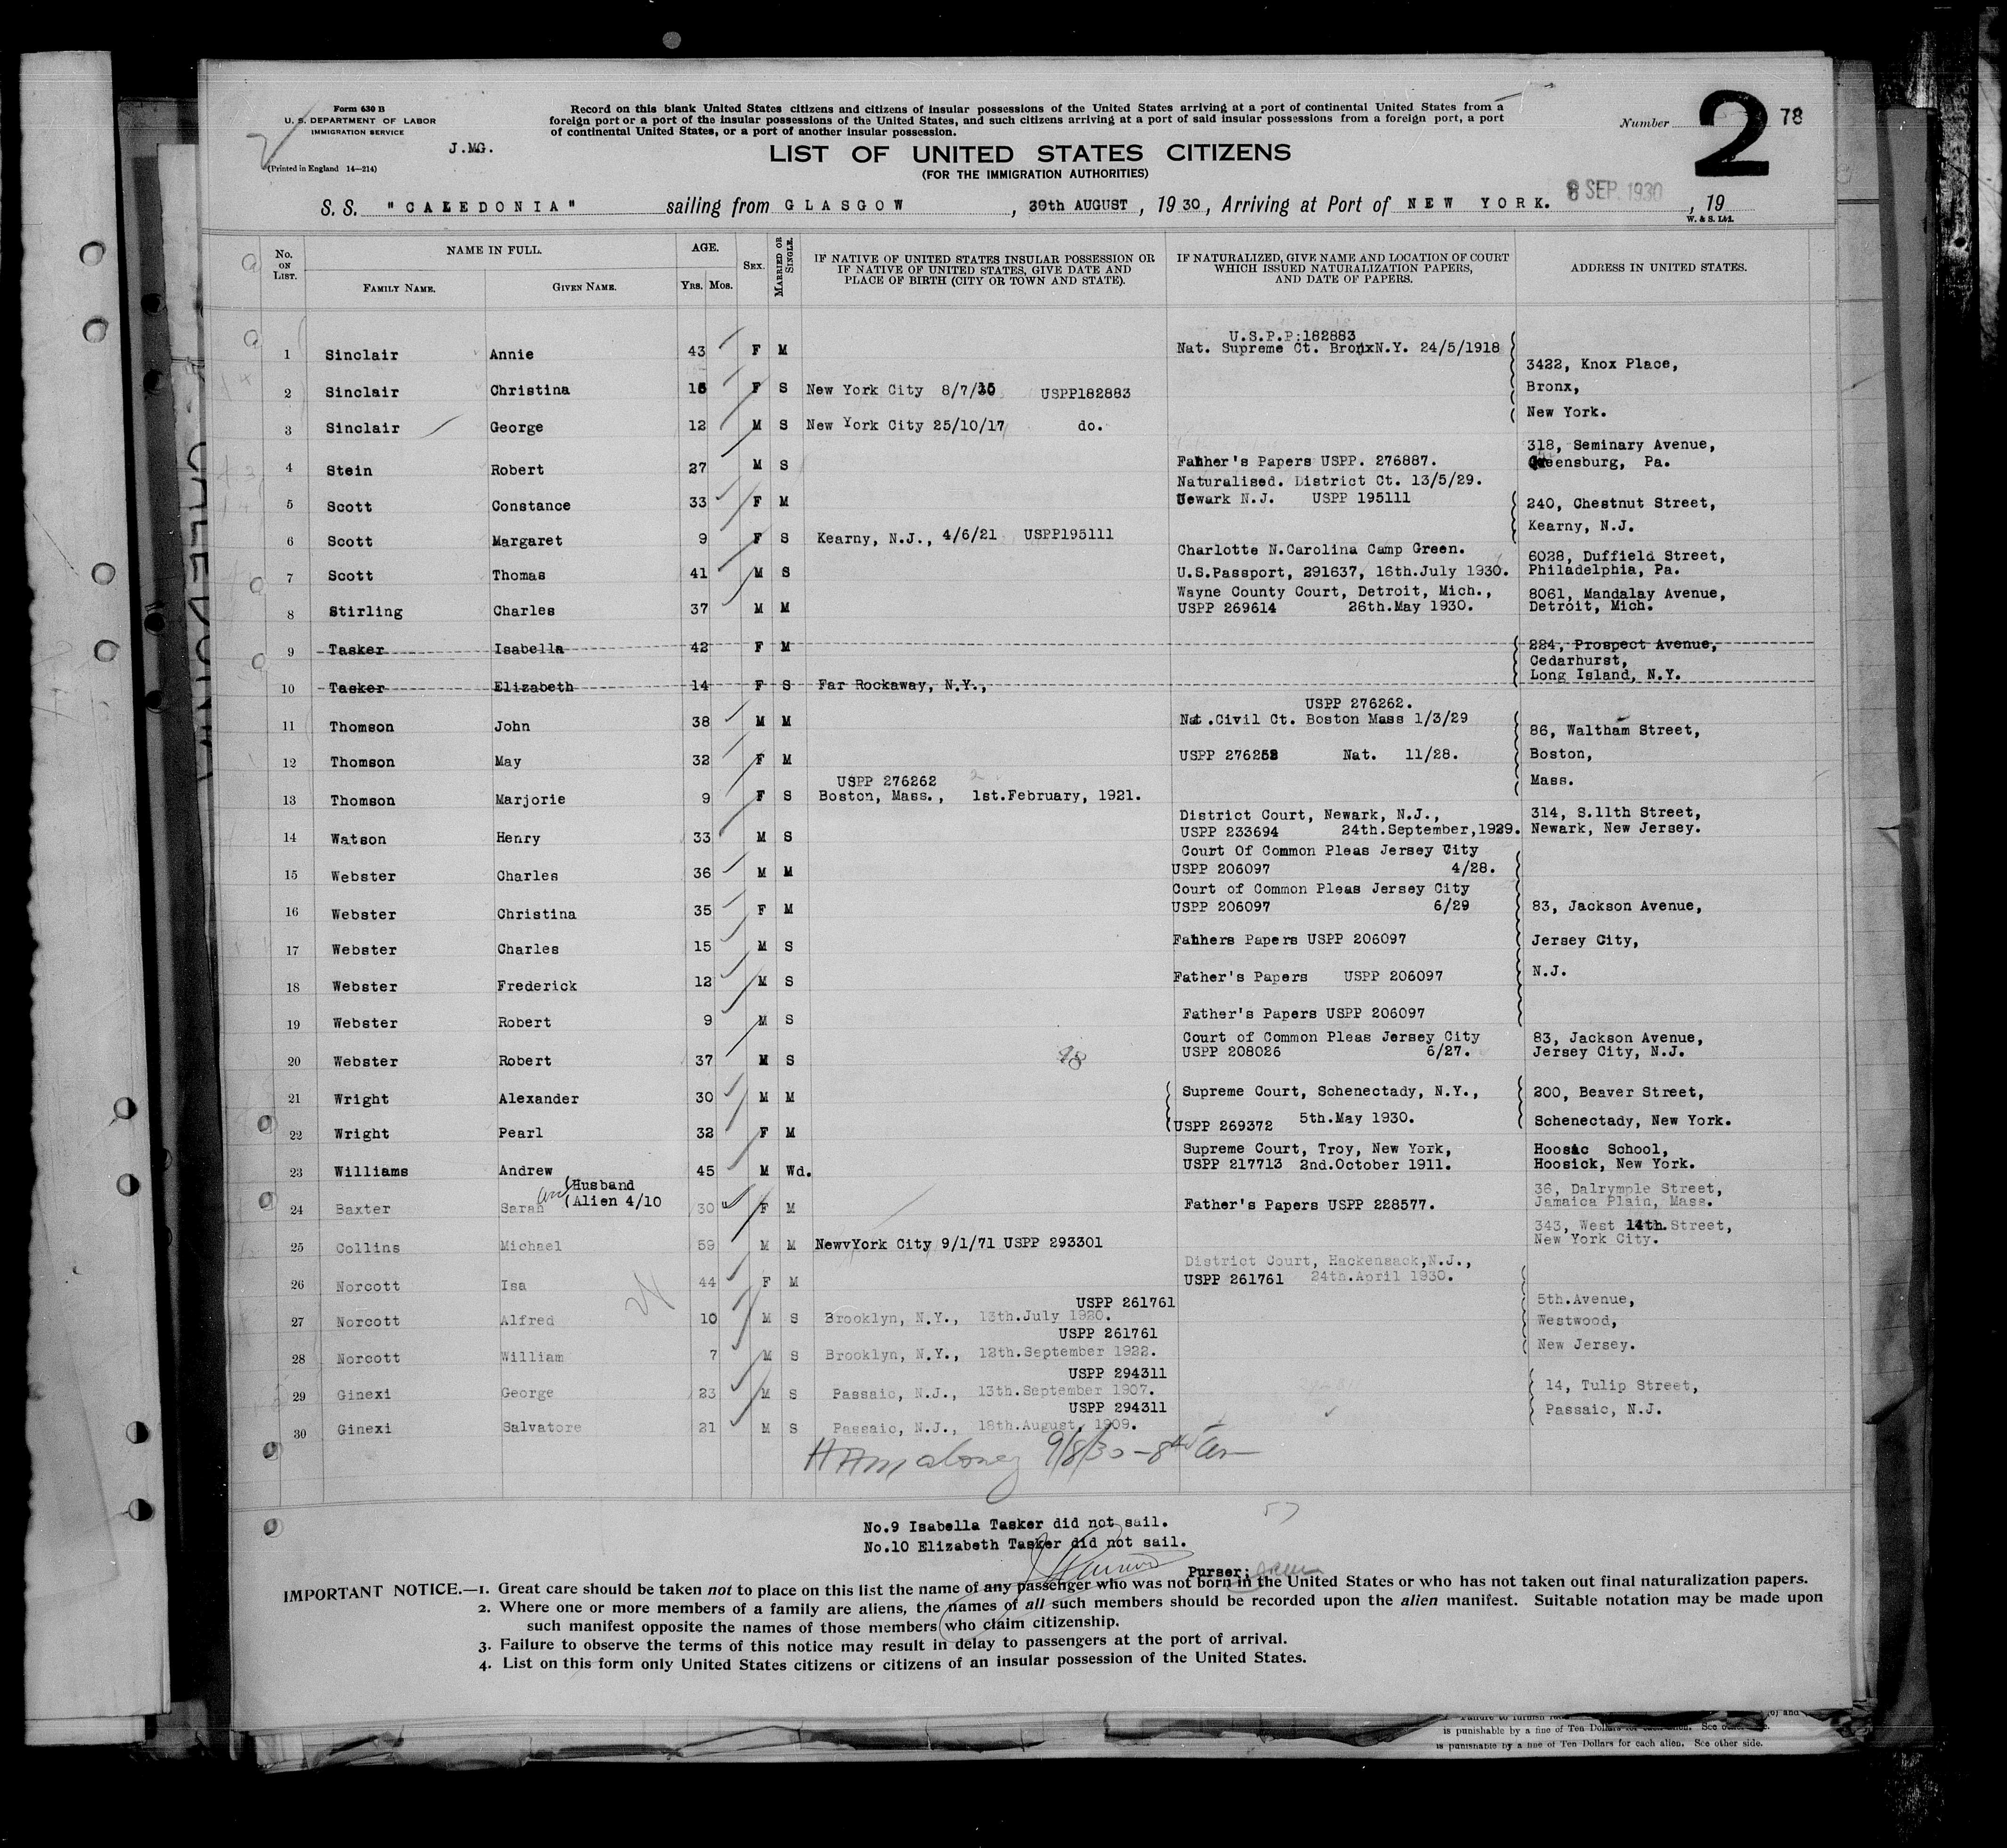 Form 630 B
U. S. DEPARTMENT OF LABOR
IMMIGRATION SERVICE
(Printed in England 14—214)
J.MG.
Record on this blank United States citizens and citizens of insular possessions of the United States arriving at a port of continental United States from a
foreign port or a port of the insular possessions of the United States, and such citizens arriving at a port of said insular possessions from a foreign port, a port
of continental United States, or a port of another insular possession.
Number 2 78
LIST OF UNITED STATES CITIZENS
(FOR THE IMMIGRATION AUTHORITIES)
S. S. "CALEDONIA" sailing from GLASGOW, 30th AUGUST, 1930, Arriving at Port of NEW YORK. 8 SEP 1930, 19
W. & S. Ltd.
No. ON LIST. NAME IN FULL. FAMILY NAME. GIVEN NAME. AGE. Yrs. Mos. SEX. MARRIED OR SINGLE.
IF NATIVE OF UNITED STATES INSULAR POSSESSION OR IF NATIVE OF UNITED STATES, GIVE DATE AND PLACE OF BIRTH (CITY OR TOWN AND STATE).
IF NATURALIZED, GIVE NAME AND LOCATION OF COURT WHICH ISSUED NATURALIZATION PAPERS, AND DATE OF PAPERS.
ADDRESS IN UNITED STATES.
U.S.P.P:182883
1 Sinclair Annie 43 F M Nat. Supreme Ct. Bronx N.Y. 24/5/1918
3422, Knox Place,
2 Sinclair Christina 15 F S New York City 8/7/15 USPP182883 Bronx,
New York.
3 Sinclair George 12 M S New York City 25/10/17 do.
318, Seminary Avenue,
4 Stein Robert 27 M S Father's Papers USPP. 276887. Greensburg, Pa.
Naturalised. District Ct. 13/5/29.
5 Scott Constance 33 F M Newark N.J. USPP 195111 240, Chestnut Street,
Kearny, N.J.
6 Scott Margaret 9 F S Kearny, N.J., 4/6/21 USPP195111
Charlotte N.Carolina Camp Green. 6028, Duffield Street,
7 Scott Thomas 41 M S U.S.Passport, 291637, 16th.July 1930. Philadelphia, Pa.
Wayne County Court, Detroit, Mich., 8061, Mandalay Avenue,
8 Stirling Charles 37 M M USPP 269614 26th.May 1930. Detroit, Mich.
9 Tasker Isabella 42 F M 224, Prospect Avenue,
Cedarhurst,
Long Island, N.Y.
10 Tasker Elizabeth 14 F S Far Rockaway, N.Y.,
USPP 276262.
11 Thomson John 38 M M Nat.Civil Ct. Boston Mass 1/3/29
86, Waltham Street,
12 Thomson May 32 F M USPP 276262 Nat. 11/28. Boston,
Mass.
USPP 276262
13 Thomson Marjorie 9 F S Boston, Mass., 1st.February, 1921.
District Court, Newark, N.J., 314, S.11th Street,
14 Watson Henry 33 M S USPP 233694 24th.September,1929. Newark, New Jersey.
Court Of Common Pleas Jersey City
15 Webster Charles 36 M M USPP 206097 4/28.
Court of Common Pleas Jersey City
16 Webster Christina 35 F M USPP 206097 6/29 83, Jackson Avenue,
17 Webster Charles 15 M S Fathers Papers USPP 206097 Jersey City,
18 Webster Frederick 12 M S Father's Papers USPP 206097 N.J.
19 Webster Robert 9 M S Father's Papers USPP 206097
Court of Common Pleas Jersey City 83, Jackson Avenue,
20 Webster Robert 37 M S USPP 208026 6/27. Jersey City, N.J.
21 Wright Alexander 30 M M Supreme Court, Schenectady, N.Y., 200, Beaver Street,
22 Wright Pearl 32 F M USPP 269372 5th.May 1930. Schenectady, New York.
Supreme Court, Troy, New York, Hoosac School,
23 Williams Andrew 45 M Wd. USPP 217713 2nd.October 1911. Hoosick, New York.
(Husband 36, Dalrymple Street,
24 Baxter Sarah (Alien 4/10 30 F M Father's Papers USPP 228577. Jamaica Plain, Mass.
343, West 14th.Street,
25 Collins Michael 59 M M NewvYork City 9/1/71 USPP 293301 New York City.
District Court, Hackensack,N.J.,
26 Norcott Isa 44 F M USPP 261761 24th.April 1930.
USPP 261761 5th.Avenue,
27 Norcott Alfred 10 M S Brooklyn, N.Y., 13th.July 1920. Westwood,
USPP 261761 New Jersey.
28 Norcott William 7 M S Brooklyn, N.Y., 12th.September 1922.
USPP 294311
29 Ginexi George 23 M S Passaic, N.J., 13th.September 1907. 14, Tulip Street,
USPP 294311 Passaic, N.J.
30 Ginexi Salvatore 21 M S Passaic, N.J., 18th.August, 1909.
9/8/30
No.9 Isabella Tasker did not sail.
No.10 Elizabeth Tasker did not sail.
Purser:
IMPORTANT NOTICE.—1. Great care should be taken not to place on this list the name of any passenger who was not born in the United States or who has not taken out final naturalization papers.
2. Where one or more members of a family are aliens, the names of all such members should be recorded upon the alien manifest. Suitable notation may be made upon
such manifest opposite the names of those members who claim citizenship.
3. Failure to observe the terms of this notice may result in delay to passengers at the port of arrival.
4. List on this form only United States citizens or citizens of an insular possession of the United States.
is punishable by a fine of Ten Dollars for each alien. See other side.